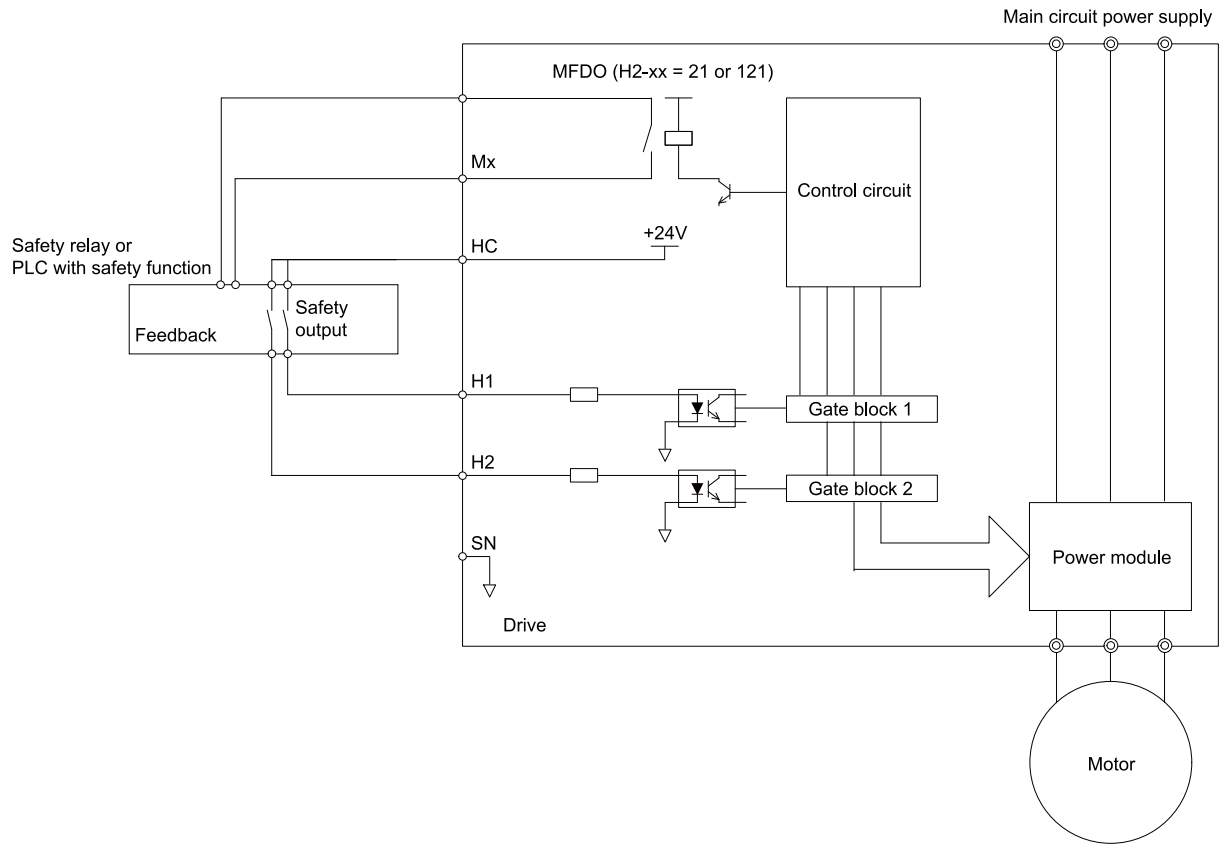 Main circuit power supply
MFDO (H2-xx = 21 or 121)
Mx
Control circuit
+24V
HC
Safety relay or
PLC with safety function
Safety
output
Feedback
H1
Gate block 1
H2
Gate block 2
SN
Power module
Drive
Motor